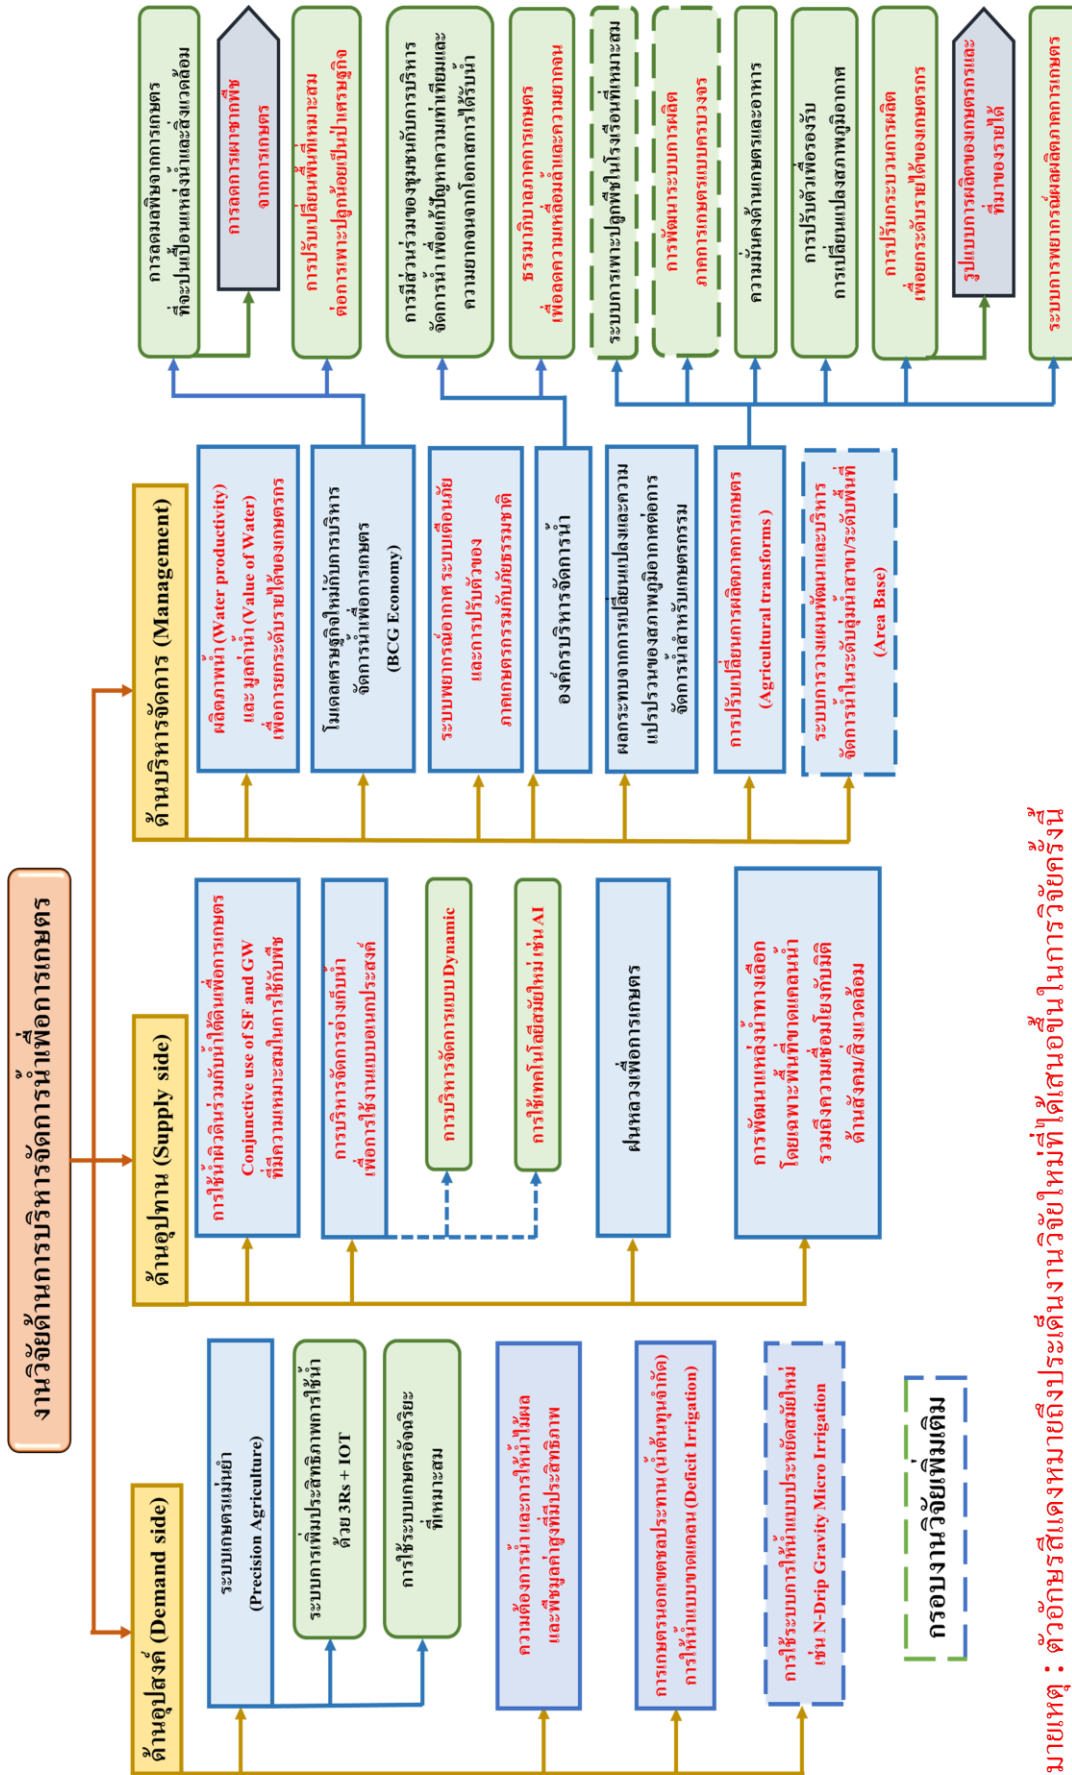 งานวิจัยด้านการบริหารจัดการน้ำเพื่อการเกษตร
ด้านอุปสงค์ (Demand side)
ระบบเกษตรแม่นยำ
(Precision Agriculture)
ระบบการเพิ่มประสิทธิภาพการใช้น้ำ
ด้วย 3Rs + IOT
การใช้ระบบเกษตรอัจฉริยะ
ที่เหมาะสม
ความต้องการน้ำ และการให้น้ำไม้ผล
และพืชมูลค่าสูงที่มีประสิทธิภาพ
การเกษตรนอกเขตชลประทาน (น้ำต้นทุนจำกัด)
การให้น้ำแบบขาดแคลน (Deficit Irrigation)
การใช้ระบบการให้น้ำแบบประหยัดสมัยใหม่
เช่น N-Drip Gravity Micro Irrigation
ด้านอุปทาน (Supply side)
การใช้น้ำผิวดินร่วมกับน้ำใต้ดินเพื่อการเกษตร
Conjunctive use of SF and GW
ที่มีความเหมาะสมในการใช้กับพืช
การบริหารจัดการอ่างเก็บน้ำ
เพื่อการใช้งานแบบอเนกประสงค์
การบริหารจัดการแบบ Dynamic
การใช้เทคโนโลยีสมัยใหม่ เช่น AI
ฝนหลวงเพื่อการเกษตร
การพัฒนาแหล่งน้ำทางเลือก
โดยเฉพาะพื้นที่ขาดแคลนน้ำ
รวมถึงความเชื่อมโยงกับมิติ
ด้านสังคม/สิ่งแวดล้อม
ด้านบริหารจัดการ (Management)
ผลิตภาพน้ำ (Water productivity)
และ มูลค่าน้ำ (Value of Water)
เพื่อการยกระดับรายได้ของเกษตรกร
โมเดลเศรษฐกิจใหม่กับการบริหาร
จัดการน้ำเพื่อการเกษตร
(BCG Economy)
ระบบพยากรณ์อากาศ ระบบเตือนภัย
และการปรับตัวของ
ภาคเกษตรกรรมกับภัยธรรมชาติ
องค์กรบริหารจัดการน้ำ
ผลกระทบจากการเปลี่ยนแปลงและความ
แปรปรวนของสภาพภูมิอากาศต่อการ
จัดการน้ำสำหรับเกษตรกรรม
การปรับเปลี่ยนการผลิตภาคการเกษตร
(Agricultural transforms)
ระบบการวางแผนพัฒนาและบริหาร
จัดการน้ำในระดับลุ่มน้ำสาขา/ระดับพื้นที่
(Area Base)
การลดมลพิษจากการเกษตร
ที่จะปนเปื้อนแหล่งน้ำและสิ่งแวดล้อม
การลดการเผาซากพืช
จากการเกษตร
การปรับเปลี่ยนพื้นที่เหมาะสม
ต่อการเพาะปลูกน้อยเป็นป่าเศรษฐกิจ
การมีส่วนร่วมของชุมชนกับการบริหาร
จัดการน้ำ เพื่อแก้ปัญหาความเท่าเทียมและ
ความยากจนจากโอกาสการได้รับน้ำ
ธรรมาภิบาลภาคการเกษตร
เพื่อลดความเหลื่อมล้ำและความยากจน
ระบบการเพาะปลูกพืชในโรงเรือนที่เหมาะสม
การพัฒนาระบบการผลิต
ภาคการเกษตรแบบครบวงจร
ความมั่นคงด้านเกษตรและอาหาร
การปรับตัวเพื่อรองรับ
การเปลี่ยนแปลงสภาพภูมิอากาศ
การปรับกระบวนการผลิต
เพื่อยกระดับรายได้ของเกษตรกร
รูปแบบการผลิตของเกษตรกรและ
ที่มาของรายได้
ระบบการพยากรณ์ผลผลิตภาคการเกษตร
กรอบงานวิจัยเพิ่มเติม
มายเหตุ : ตัวอักษรสีแดงหมายถึงประเด็นงานวิจัยใหม่ที่ได้เสนอขึ้นในการวิจัยครั้งนี้